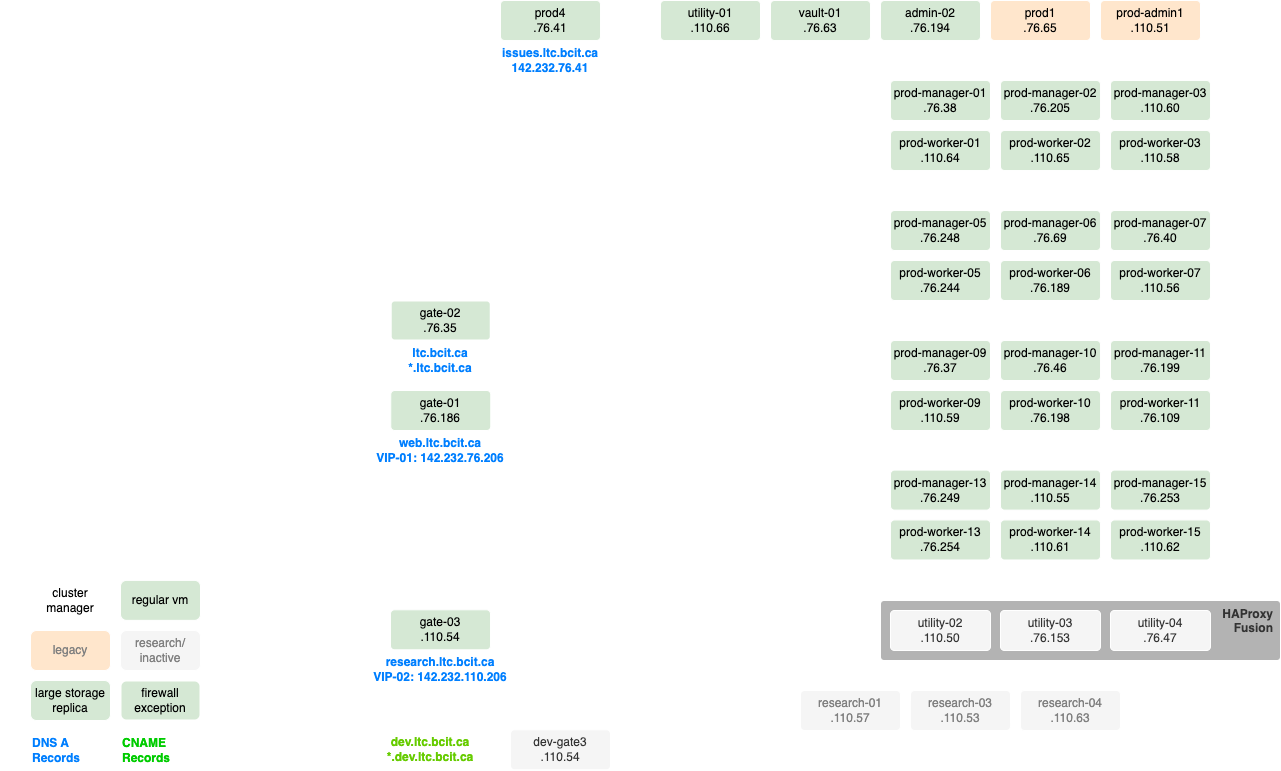 prod4
.76.41
issues.ltc.bcit.ca
142.232.76.41
utility-01
.110.66
vault-01
.76.63
admin-02
.76.194
prod1
.76.65
prod-admin1
.110.51
prod-manager-01
.76.38
prod-manager-02
.76.205
prod-manager-03
.110.60
prod-worker-01
.110.64
prod-worker-02
.110.65
prod-worker-03
.110.58
prod-manager-05
.76.248
prod-manager-06
.76.69
prod-manager-07
.76.40
prod-worker-05
.76.244
prod-worker-06
.76.189
prod-worker-07
.110.56
gate-02
.76.35
ltc.bcit.ca
*.ltc.bcit.ca
prod-manager-09
.76.37
prod-manager-10
.76.46
prod-manager-11
.76.199
gate-01
.76.186
web.ltc.bcit.ca
VIP-01: 142.232.76.206
prod-worker-09
.110.59
prod-worker-10
.76.198
prod-worker-11
.76.109
prod-manager-13
.76.249
prod-manager-14
.110.55
prod-manager-15
.76.253
prod-worker-13
.76.254
prod-worker-14
.110.61
prod-worker-15
.110.62
cluster
manager
regular vm
legacy
research/
inactive
large storage
replica
firewall
exception
DNS A
Records
CNAME
Records
gate-03
.110.54
research.ltc.bcit.ca
VIP-02: 142.232.110.206
utility-02
.110.50
utility-03
.76.153
utility-04
.76.47
HAProxy
Fusion
research-01
.110.57
research-03
.110.53
research-04
.110.63
dev.ltc.bcit.ca
*.dev.ltc.bcit.ca
dev-gate3
.110.54